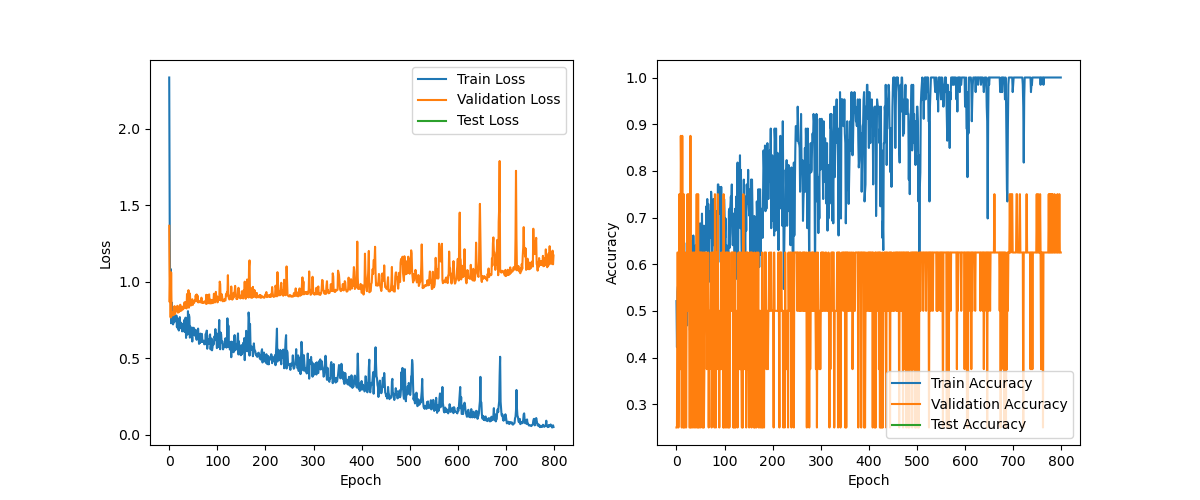 Train Loss
Validation Loss
Test Loss
2.0
1.5
1.0
0.5
0.0
Loss
0 100 200 300 400 500 600 700 800
Epoch
1.0
0.9
0.8
0.7
0.6
0.5
0.4
0.3
Accuracy
Train Accuracy
Validation Accuracy
Test Accuracy
0 100 200 300 400 500 600 700 800
Epoch